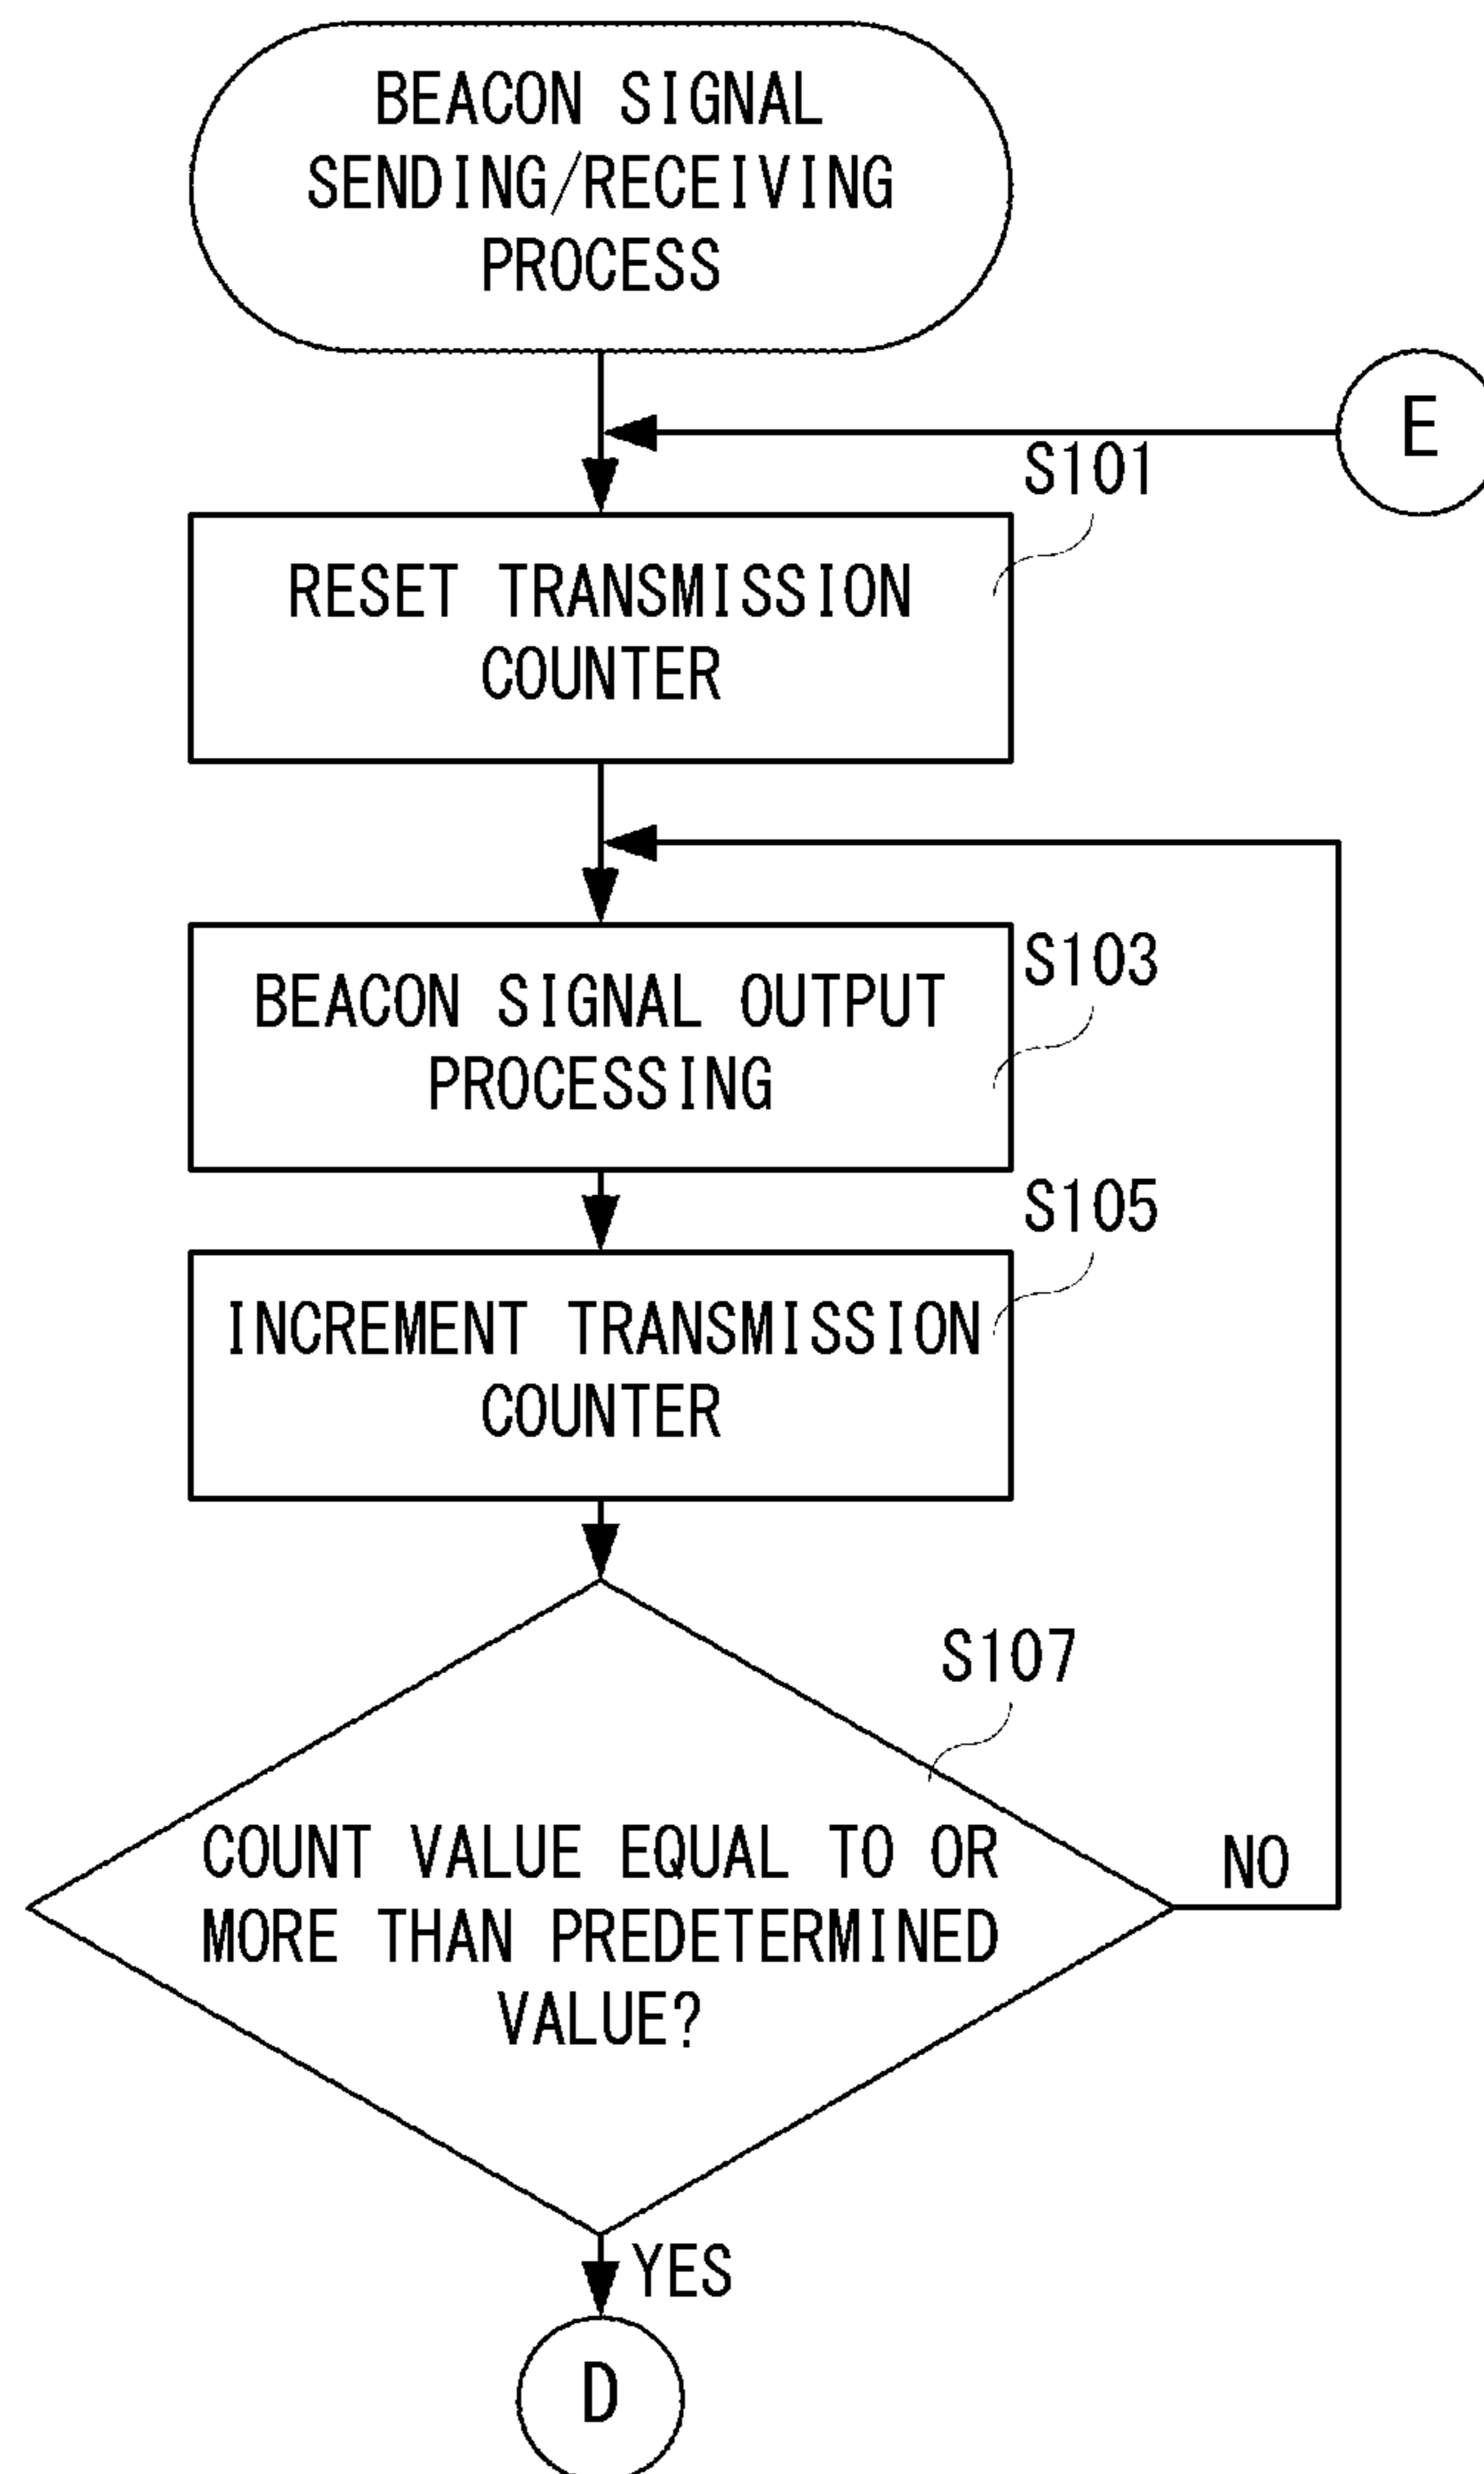 BEACON SIGNAL
SENDING/RECEIVING
PROCESS
E
S101
RESET TRANSMISSION
COUNTER
S103
BEACON SIGNAL OUTPUT
PROCESSING
S105
INCREMENT TRANSMISSION
COUNTER
S107
COUNT VALUE EQUAL TO OR
MORE THAN PREDETERMINED
VALUE?
NO
YES
D